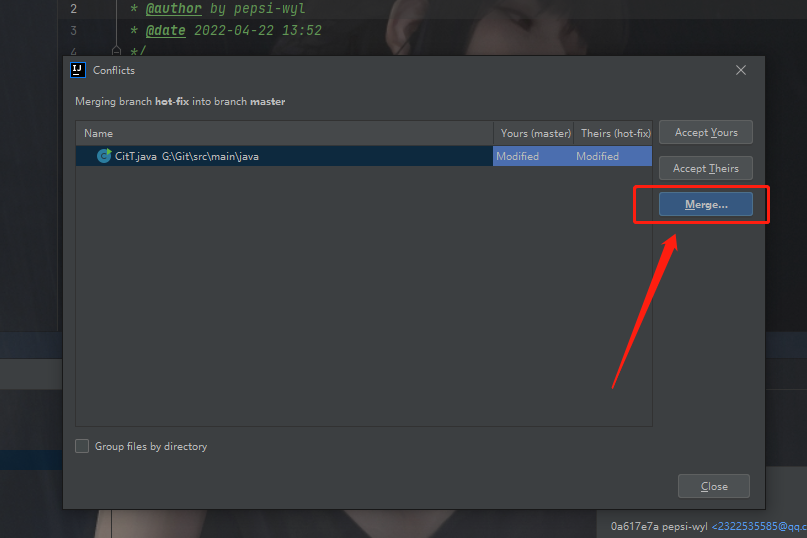 2 * @author by pepsi-wyl
3 * @date 2022-04-22 13:52
4 */
Conflicts
Merging branch hot-fix into branch master
Name Yours (master) Theirs (hot-fix) Accept Yours
CitT.java G:\Git\src\main\java Modified Modified
Accept Theirs
Merge...
Group files by directory
Close
0a617e7a pepsi-wyl <2322535585@qq.c